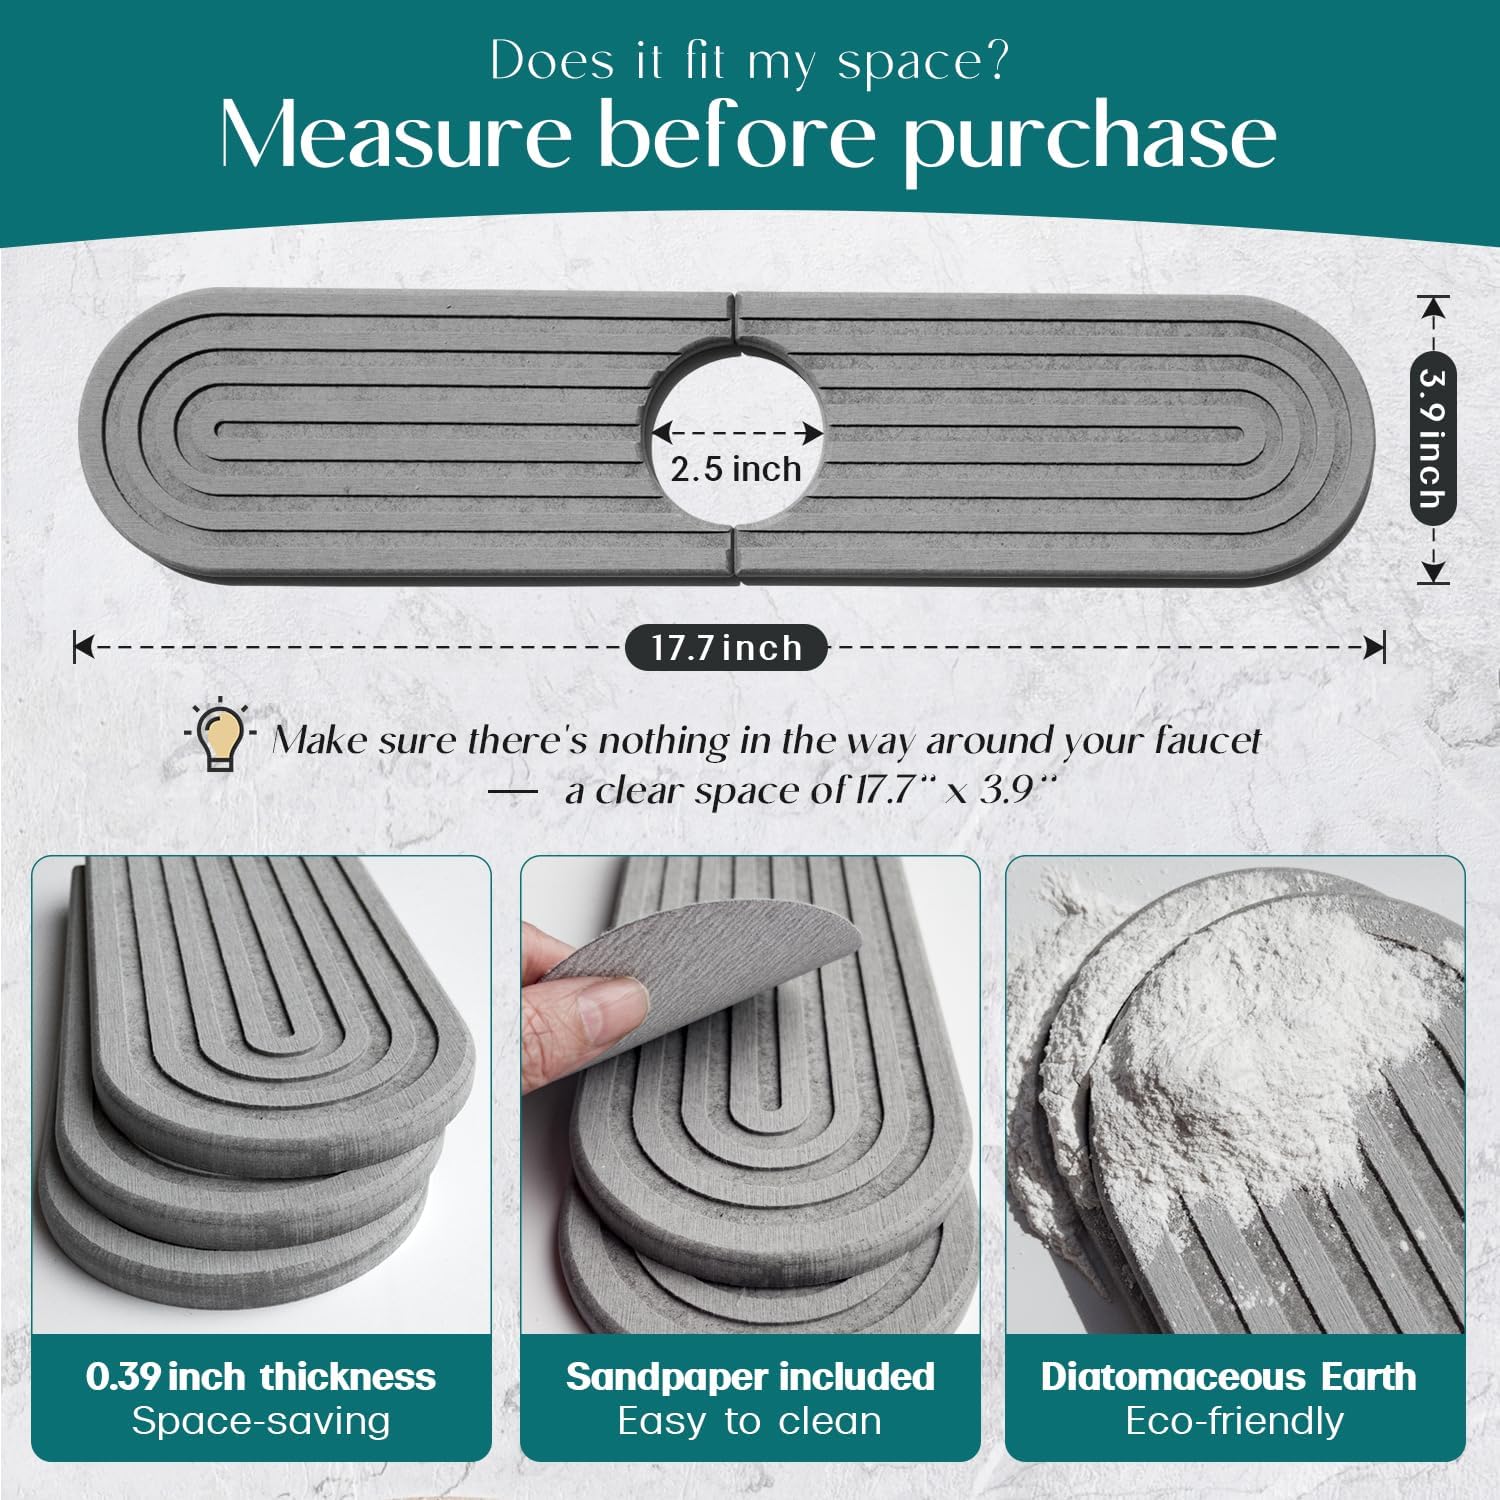 Does it fit my space?
Measure before purchase
2.5 inch
3.9 inch
17.7 inch
Make sure there's nothing in the way around your faucet
— a clear space of 17.7" x 3.9"
0.39 inch thickness
Space-saving
Sandpaper included
Easy to clean
Diatomaceous Earth
Eco-friendly